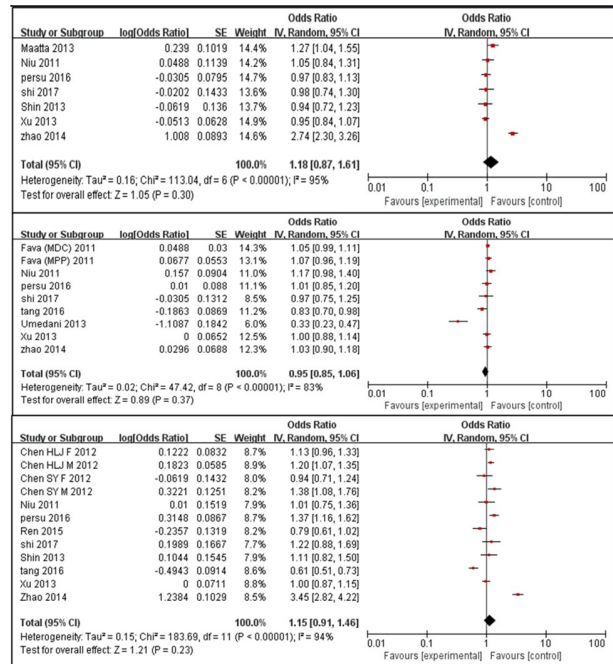 Odds Ratio Odds Ratio
Study or Subgroup log[Odds Ratio] SE Weight IV, Random, 95% CI IV, Random, 95% CI
Maatta 2013 0.239 0.1019 14.4% 1.27 [1.04, 1.55]
Niu 2011 0.0488 0.1139 14.1% 1.05 [0.84, 1.31]
persu 2016 -0.0305 0.0795 14.8% 0.97 [0.83, 1.13]
shi 2017 -0.0202 0.1433 13.5% 0.98 [0.74, 1.30]
Shin 2013 -0.0619 0.136 13.6% 0.94 [0.72, 1.23]
Xu 2013 -0.0513 0.0628 15.0% 0.95 [0.84, 1.07]
zhao 2014 1.008 0.0893 14.6% 2.74 [2.30, 3.26]
Total (95% CI) 100.0% 1.18 [0.87, 1.61]
Heterogeneity: Tau² = 0.16; Chi² = 113.04, df = 6 (P < 0.00001); I² = 95%
Test for overall effect: Z = 1.05 (P = 0.30)
0.01 0.1 1 10 100
Favours [experimental] Favours [control]
Odds Ratio Odds Ratio
Study or Subgroup log[Odds Ratio] SE Weight IV, Random, 95% CI IV, Random, 95% CI
Fava (MDC) 2011 0.0488 0.03 14.3% 1.05 [0.99, 1.11]
Fava (MPP) 2011 0.0677 0.0553 13.2% 1.07 [0.96, 1.19]
Niu 2011 0.157 0.0904 11.1% 1.17 [0.98, 1.40]
persu 2016 0.01 0.088 11.2% 1.01 [0.85, 1.20]
shi 2017 -0.0305 0.1312 8.5% 0.97 [0.75, 1.25]
tang 2016 -0.1863 0.0869 11.2% 0.83 [0.70, 0.98]
Umedani 2013 -1.1087 0.1842 6.0% 0.33 [0.23, 0.47]
Xu 2013 0 0.0652 12.6% 1.00 [0.88, 1.14]
zhao 2014 0.0296 0.0688 12.3% 1.03 [0.90, 1.18]
Total (95% CI) 100.0% 0.95 [0.85, 1.06]
Heterogeneity: Tau² = 0.02; Chi² = 47.42, df = 8 (P < 0.00001); I² = 83%
Test for overall effect: Z = 0.89 (P = 0.37)
0.01 0.1 1 10 100
Favours [experimental] Favours [control]
Odds Ratio Odds Ratio
Study or Subgroup log[Odds Ratio] SE Weight IV, Random, 95% CI IV, Random, 95% CI
Chen HLJ F 2012 0.1222 0.0832 8.7% 1.13 [0.96, 1.33]
Chen HLJ M 2012 0.1823 0.0585 8.9% 1.20 [1.07, 1.35]
Chen SY F 2012 -0.0619 0.1432 8.0% 0.94 [0.71, 1.24]
Chen SY M 2012 0.3221 0.1251 8.3% 1.38 [1.08, 1.76]
Niu 2011 0.01 0.1519 7.9% 1.01 [0.75, 1.36]
persu 2016 0.3148 0.0867 8.7% 1.37 [1.16, 1.62]
Ren 2015 -0.2357 0.1319 8.2% 0.79 [0.61, 1.02]
shi 2017 0.1989 0.1667 7.7% 1.22 [0.88, 1.69]
Shin 2013 0.1044 0.1545 7.9% 1.11 [0.82, 1.50]
tang 2016 -0.4943 0.0914 8.7% 0.61 [0.51, 0.73]
Xu 2013 0 0.0711 8.8% 1.00 [0.87, 1.15]
Zhao 2014 1.2384 0.1029 8.5% 3.45 [2.82, 4.22]
Total (95% CI) 100.0% 1.15 [0.91, 1.46]
Heterogeneity: Tau² = 0.15; Chi² = 183.69, df = 11 (P < 0.00001); I² = 94%
Test for overall effect: Z = 1.21 (P = 0.23)
0.01 0.1 1 10 100
Favours [experimental] Favours [control]